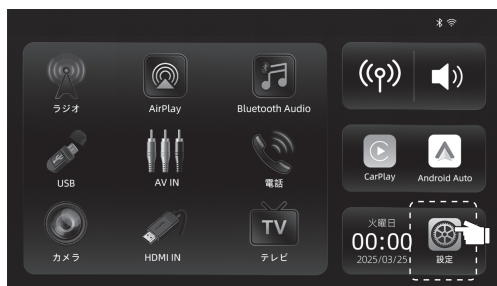 ラジオ
AirPlay
Bluetooth Audio
USB
AV IN
電話
カメラ
HDMI IN
TV
テレビ
CarPlay
Android Auto
火曜日
00:00
2025/03/25
設定